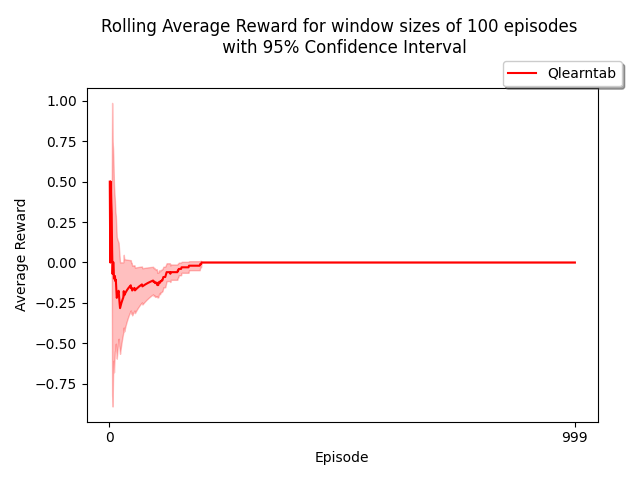 Rolling Average Reward for window sizes of 100 episodes
with 95% Confidence Interval
Qlearntab
1.00
0.75
0.50
0.25
0.00
−0.25
−0.50
−0.75
Average Reward
0
999
Episode